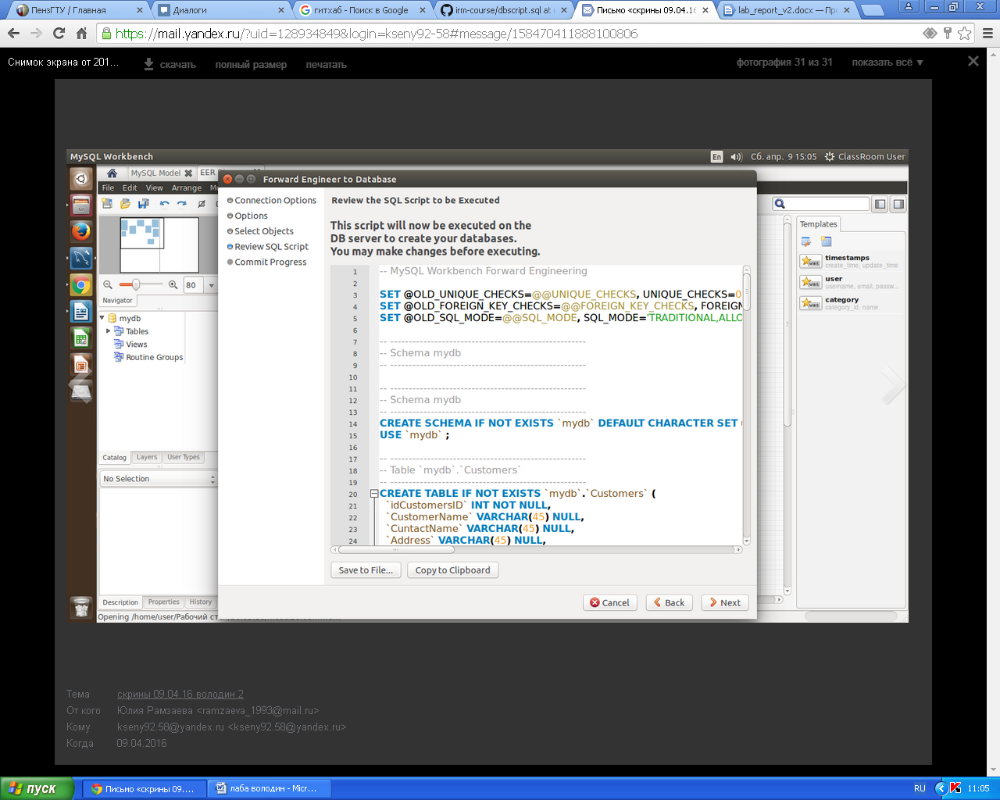 ПензГТУ / Главная
Диалоги
гитхаб - Поиск в Google
irm-course/dbscript.sql at
Письмо «скрины 09.04.16
lab_report_v2.docx — Пр
https://mail.yandex.ru/?uid=128934849&login=kseny92-58#message/158470411888100806
Снимок экрана от 201...
скачать
полный размер
печатать
фотография 31 из 31
показать всё
MySQL Workbench
En
Сб. апр. 9 15:05
ClassRoom User
MySQL Model
EER
File Edit View Arrange
80
Navigator
mydb
Tables
Views
Routine Groups
Catalog Layers User Types
No Selection
Description Properties History
Opening /home/user/Рабочий
Forward Engineer to Database
Connection Options
Options
Select Objects
Review SQL Script
Commit Progress
Review the SQL Script to be Executed
This script will now be executed on the
DB server to create your databases.
You may make changes before executing.
1 -- MySQL Workbench Forward Engineering
2
3 SET @OLD_UNIQUE_CHECKS=@@UNIQUE_CHECKS, UNIQUE_CHECKS=0
4 SET @OLD_FOREIGN_KEY_CHECKS=@@FOREIGN_KEY_CHECKS, FOREIGN
5 SET @OLD_SQL_MODE=@@SQL_MODE, SQL_MODE='TRADITIONAL,ALLO
6
7 -- -----------------------------------------------------
8 -- Schema mydb
9 -- -----------------------------------------------------
10
11 -- -----------------------------------------------------
12 -- Schema mydb
13 -- -----------------------------------------------------
14 CREATE SCHEMA IF NOT EXISTS `mydb` DEFAULT CHARACTER SET
15 USE `mydb` ;
16
17 -- -----------------------------------------------------
18 -- Table `mydb`.`Customers`
19 -- -----------------------------------------------------
20 CREATE TABLE IF NOT EXISTS `mydb`.`Customers` (
21 `idCustomersID` INT NOT NULL,
22 `CustomerName` VARCHAR(45) NULL,
23 `CuntactName` VARCHAR(45) NULL,
24 `Address` VARCHAR(45) NULL,
Save to File...
Copy to Clipboard
Cancel
Back
Next
Templates
timestamps
create_time, update_time
user
username, email, passw...
category
category_id, name
Тема скрины 09.04.16 володин 2
От кого Юлия Рамзаева <ramzaeva_1993@mail.ru>
Кому kseny92.58@yandex.ru <kseny92.58@yandex.ru>
Когда 09.04.2016
пуск
Письмо «скрины 09....
лаба володин - Micr...
RU
11:05